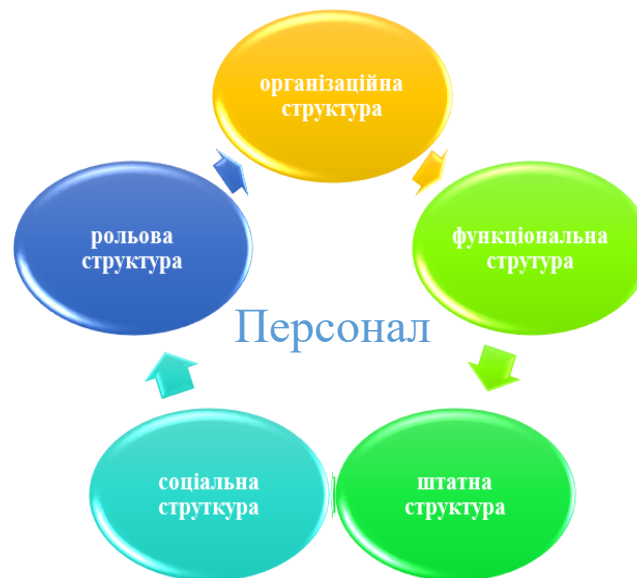 організаційна
структура
рольова
структура
функціональна
струтура
Персонал
соціальна
струткура
штатна
структура